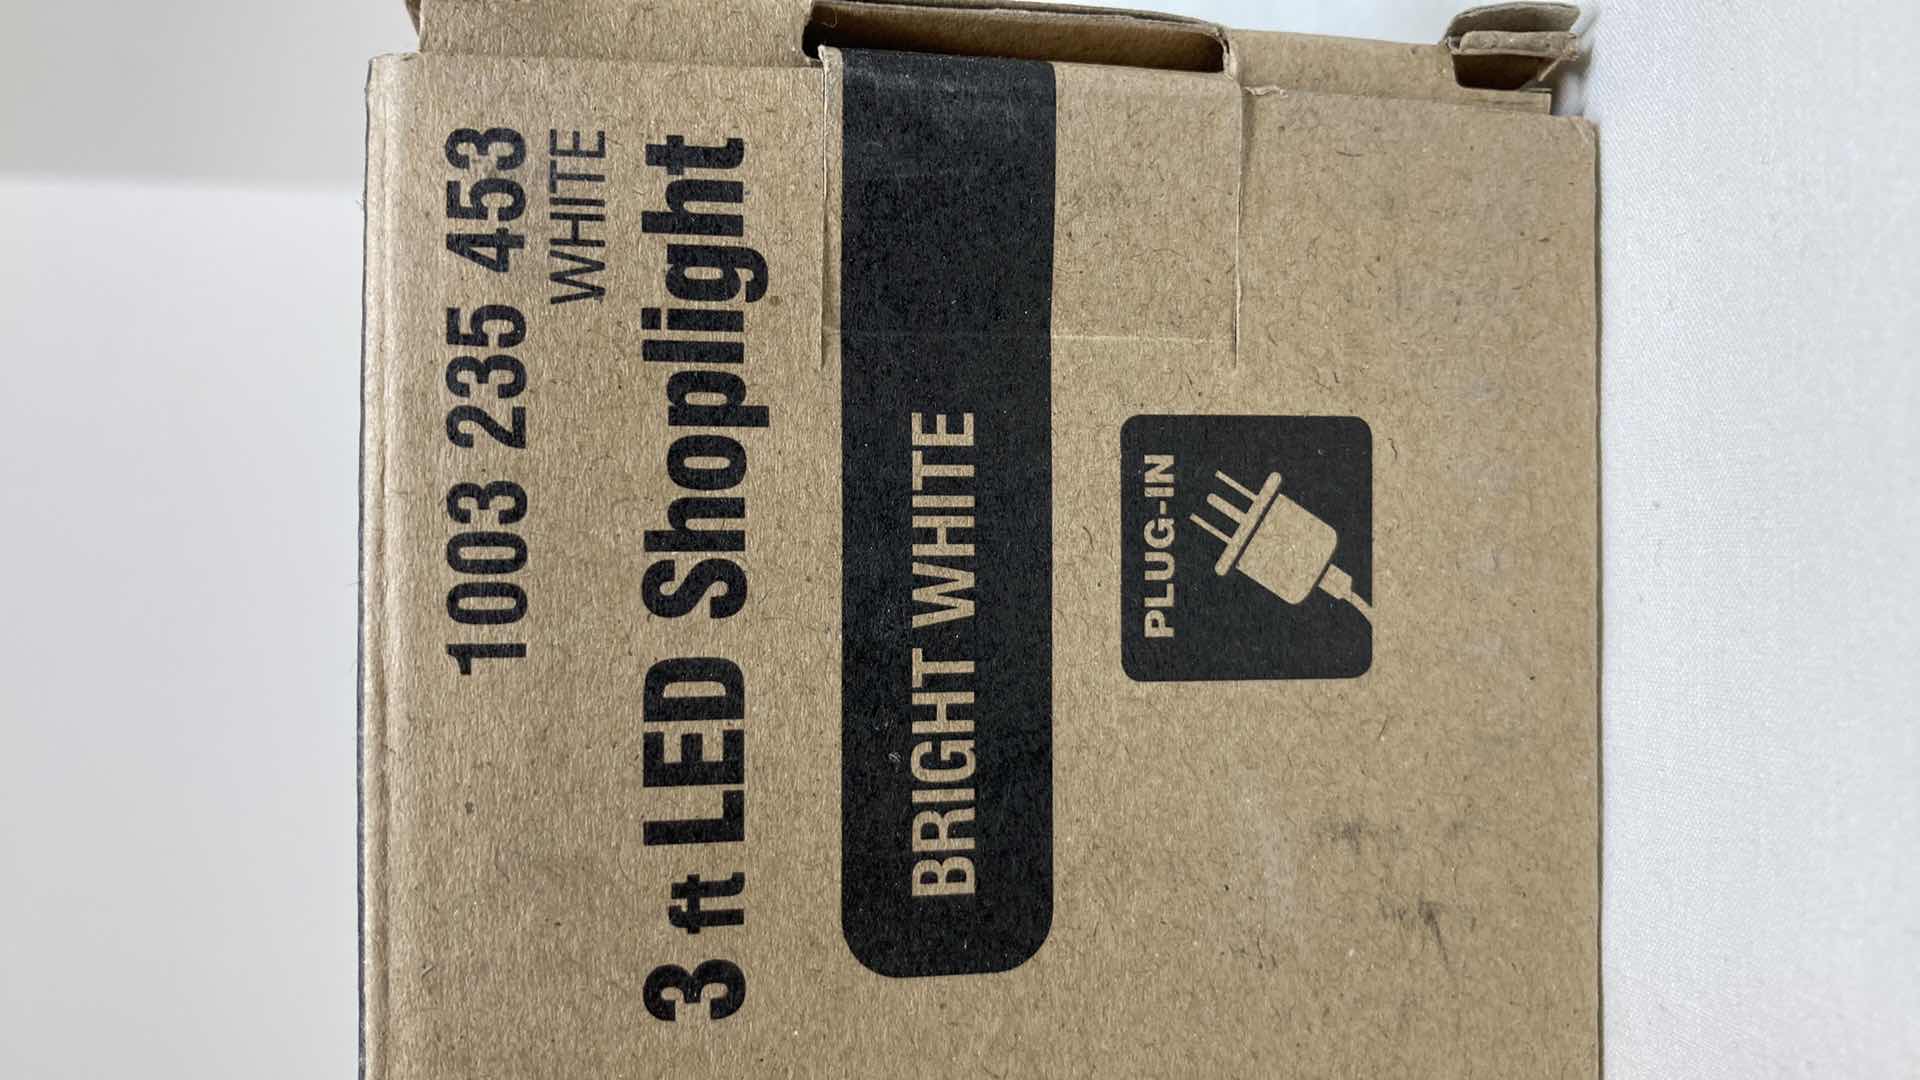 1003 235 453
WHITE
3 ft LED Shoplight
BRIGHT WHITE
PLUG-IN